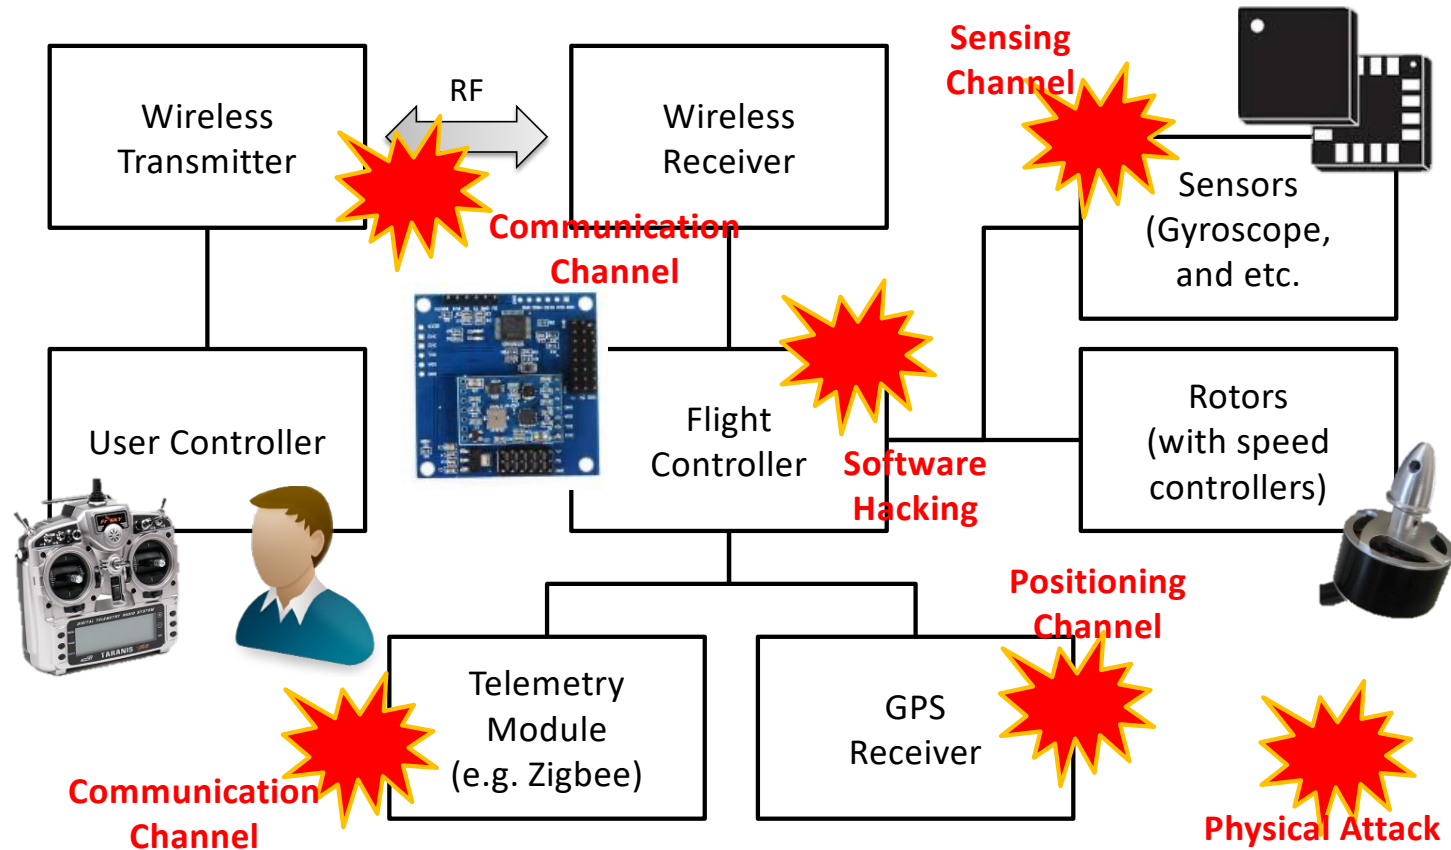 Wireless
Transmitter
RF
Wireless
Receiver
Sensing
Channel
Sensors
(Gyroscope,
and etc.
Communication
Channel
User Controller
Flight
Controller
Software
Hacking
Rotors
(with speed
controllers)
TARANIS
Telemetry
Module
(e.g. Zigbee)
Communication
Channel
Positioning
Channel
GPS
Receiver
Physical Attack